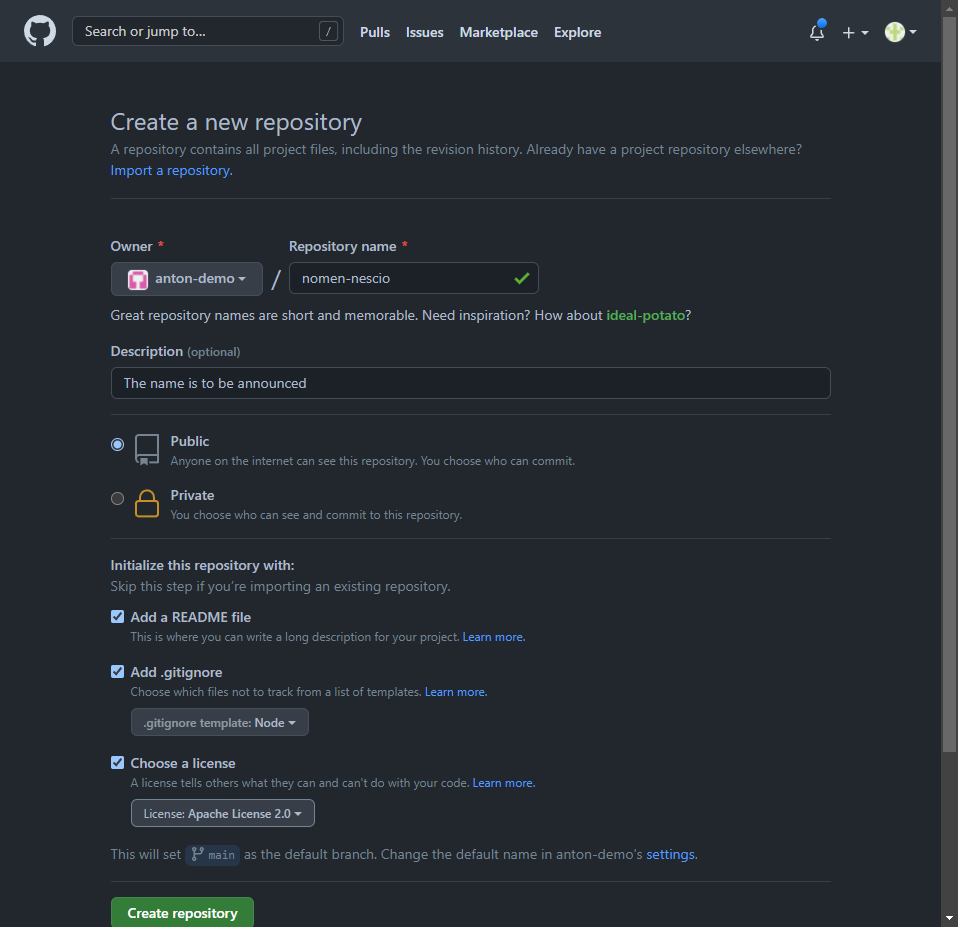 Search or jump to... /
Pulls Issues Marketplace Explore
Create a new repository
A repository contains all project files, including the revision history. Already have a project repository elsewhere?
Import a repository.
Owner * Repository name *
anton-demo / nomen-nescio
Great repository names are short and memorable. Need inspiration? How about ideal-potato?
Description (optional)
The name is to be announced
Public
Anyone on the internet can see this repository. You choose who can commit.
Private
You choose who can see and commit to this repository.
Initialize this repository with:
Skip this step if you’re importing an existing repository.
Add a README file
This is where you can write a long description for your project. Learn more.
Add .gitignore
Choose which files not to track from a list of templates. Learn more.
.gitignore template: Node
Choose a license
A license tells others what they can and can't do with your code. Learn more.
License: Apache License 2.0
This will set main as the default branch. Change the default name in anton-demo's settings.
Create repository